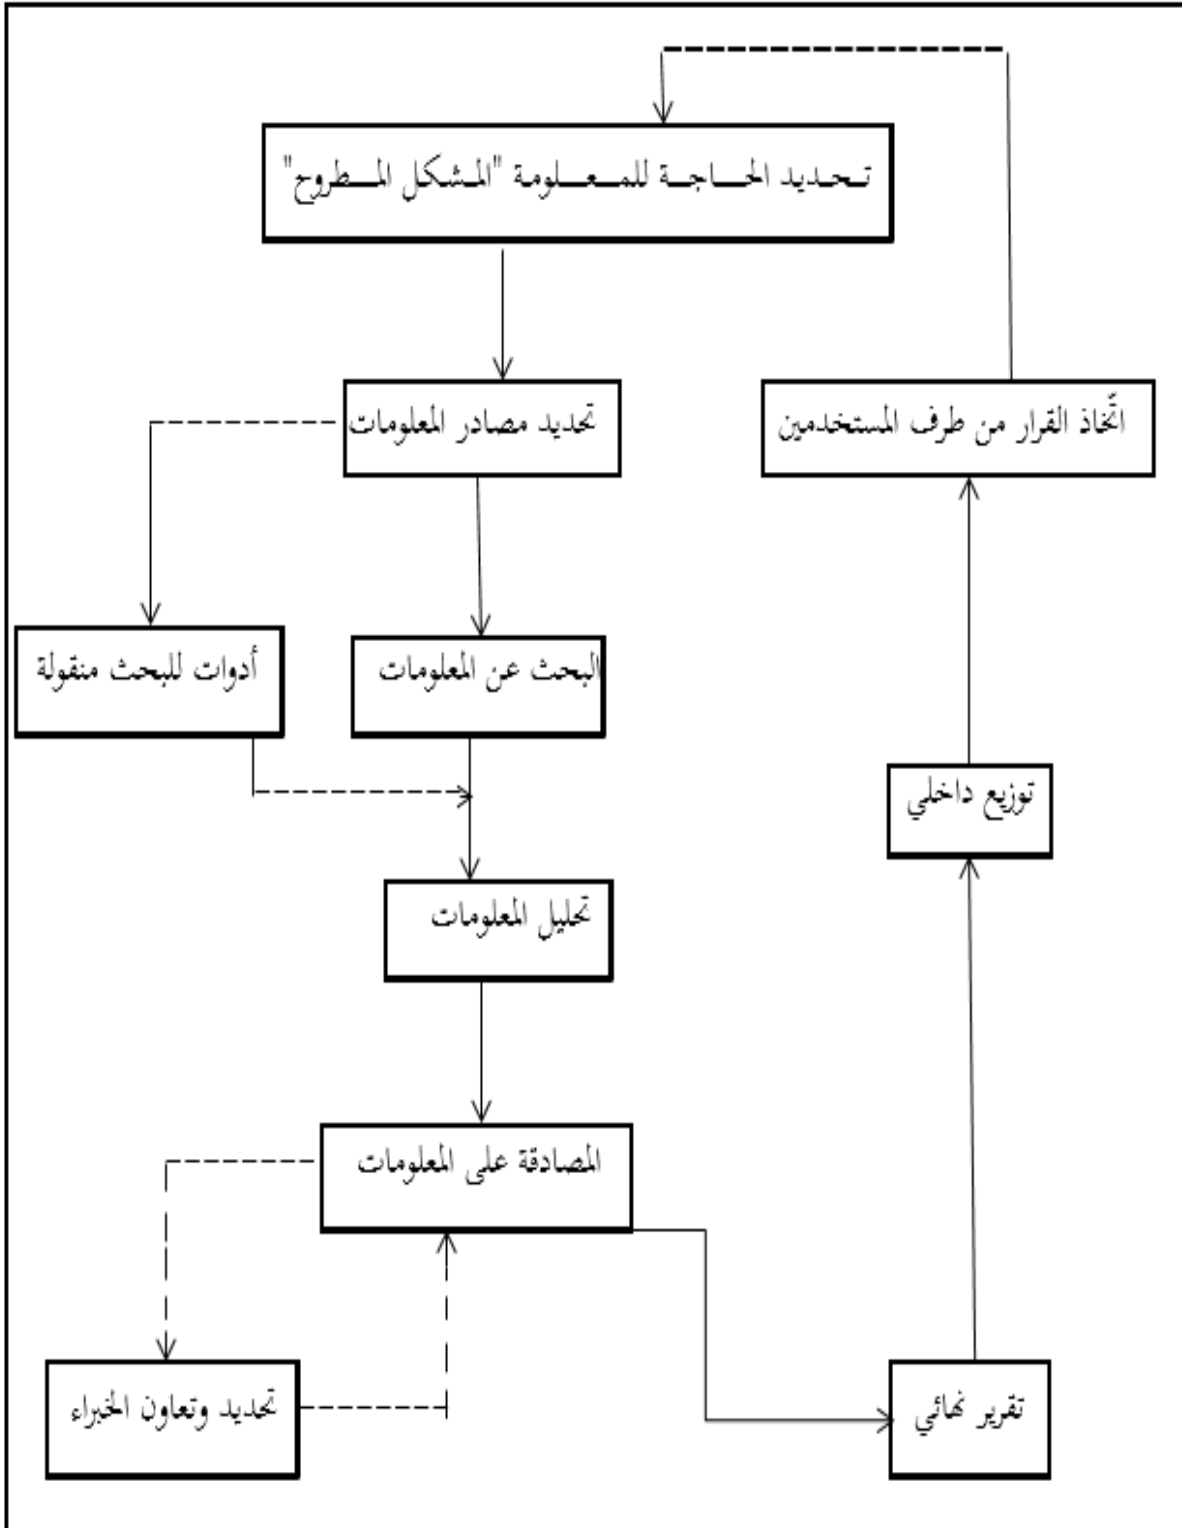 تحديد الحاجة للمعلومة "المشكل المطروح"
تحديد مصادر المعلومات
اتّخاذ القرار من طرف المستخدمين
أدوات للبحث منقولة
البحث عن المعلومات
توزيع داخلي
تحليل المعلومات
المصادقة على المعلومات
تحديد وتعاون الخبراء
تقرير نهائي